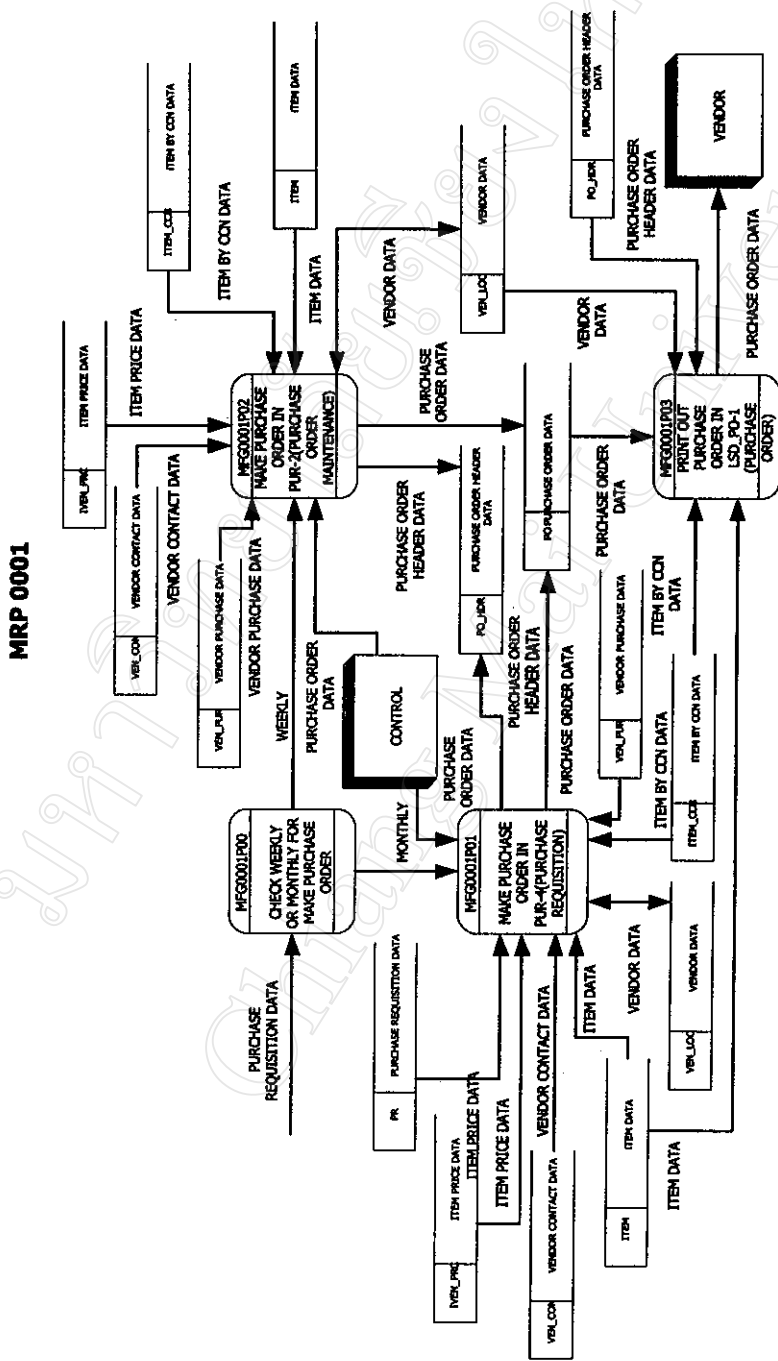 MRP 0001
PURCHASE
REQUISITION DATA
MFG0001P00
CHECK WEEKLY
OR MONTHLY FOR
MAKE PURCHASE
ORDER
WEEKLY
MONTHLY
IVEN_PRC
ITEM PRICE DATA
ITEM PRICE DATA
VEN_CON
VENDOR CONTACT DATA
VENDOR CONTACT DATA
VEN_PUR
VENDOR PURCHASE DATA
VENDOR PURCHASE DATA
ITEM_CCN
ITEM BY CCN DATA
ITEM BY CCN DATA
ITEM
ITEM DATA
ITEM DATA
MFG0001P02
MAKE PURCHASE
ORDER IN
PUR-2(PURCHASE
ORDER
MAINTENANCE)
PURCHASE ORDER
DATA
CONTROL
PURCHASE
ORDER DATA
VENDOR DATA
VEN_LOC
VENDOR DATA
VENDOR
DATA
PURCHASE
ORDER DATA
PURCHASE ORDER
HEADER DATA
PO_HDR
PURCHASE ORDER HEADER
DATA
PURCHASE ORDER
HEADER DATA
PO
PURCHASE ORDER DATA
PURCHASE ORDER DATA
PURCHASE ORDER
DATA
PR
PURCHASE REQUISITION DATA
IVEN_PRC
ITEM PRICE DATA
ITEM PRICE DATA
ITEM PRICE DATA
VEN_CON
VENDOR CONTACT DATA
VENDOR CONTACT DATA
ITEM
ITEM DATA
ITEM DATA
ITEM DATA
MFG0001P01
MAKE PURCHASE
ORDER IN
PUR-4(PURCHASE
REQUISITION)
VENDOR DATA
VEN_LOC
VENDOR DATA
VEN_PUR
VENDOR PURCHASE DATA
ITEM_CCN
ITEM BY CCN DATA
ITEM BY CCN DATA
ITEM BY CCN
DATA
PO_HDR
PURCHASE ORDER HEADER
DATA
PURCHASE ORDER
HEADER DATA
MFG0001P03
PRINT OUT
PURCHASE
ORDER IN
LSD_PO-1
(PURCHASE
ORDER)
PURCHASE ORDER DATA
VENDOR